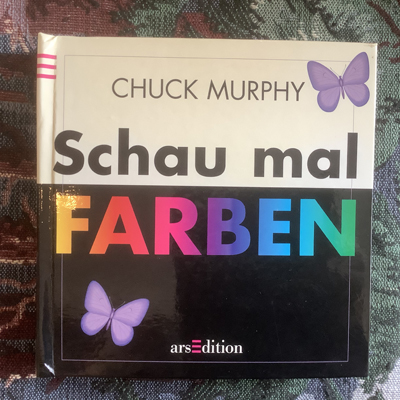 CHUCK MURPHY
Schau mal
FARBEN
arsEdition